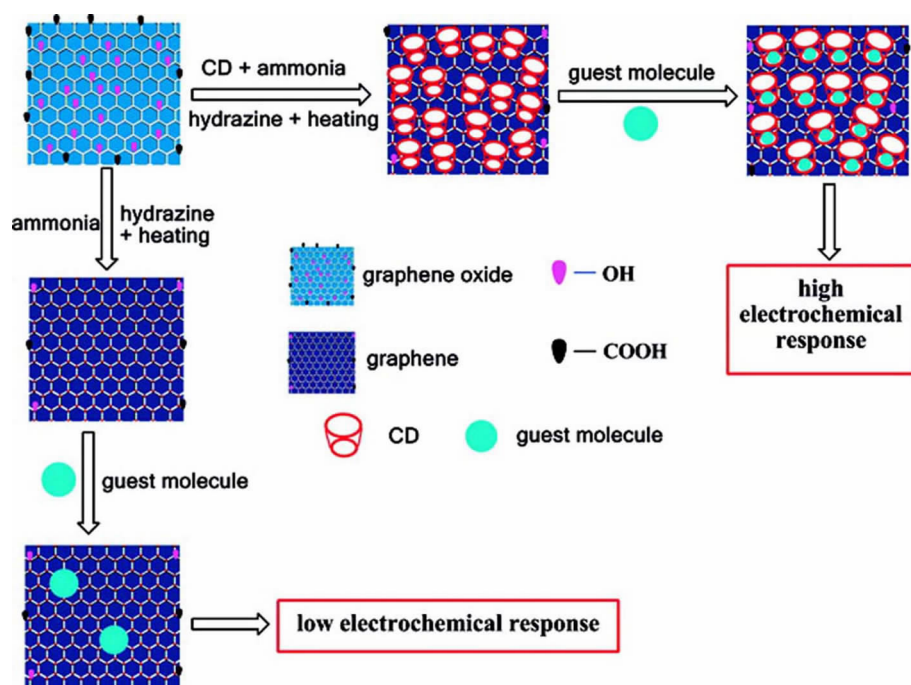 CD + ammonia
hydrazine + heating
guest molecule
ammonia
hydrazine
+ heating
graphene oxide
— OH
high
electrochemical
response
graphene
— COOH
CD
guest molecule
guest molecule
low electrochemical response